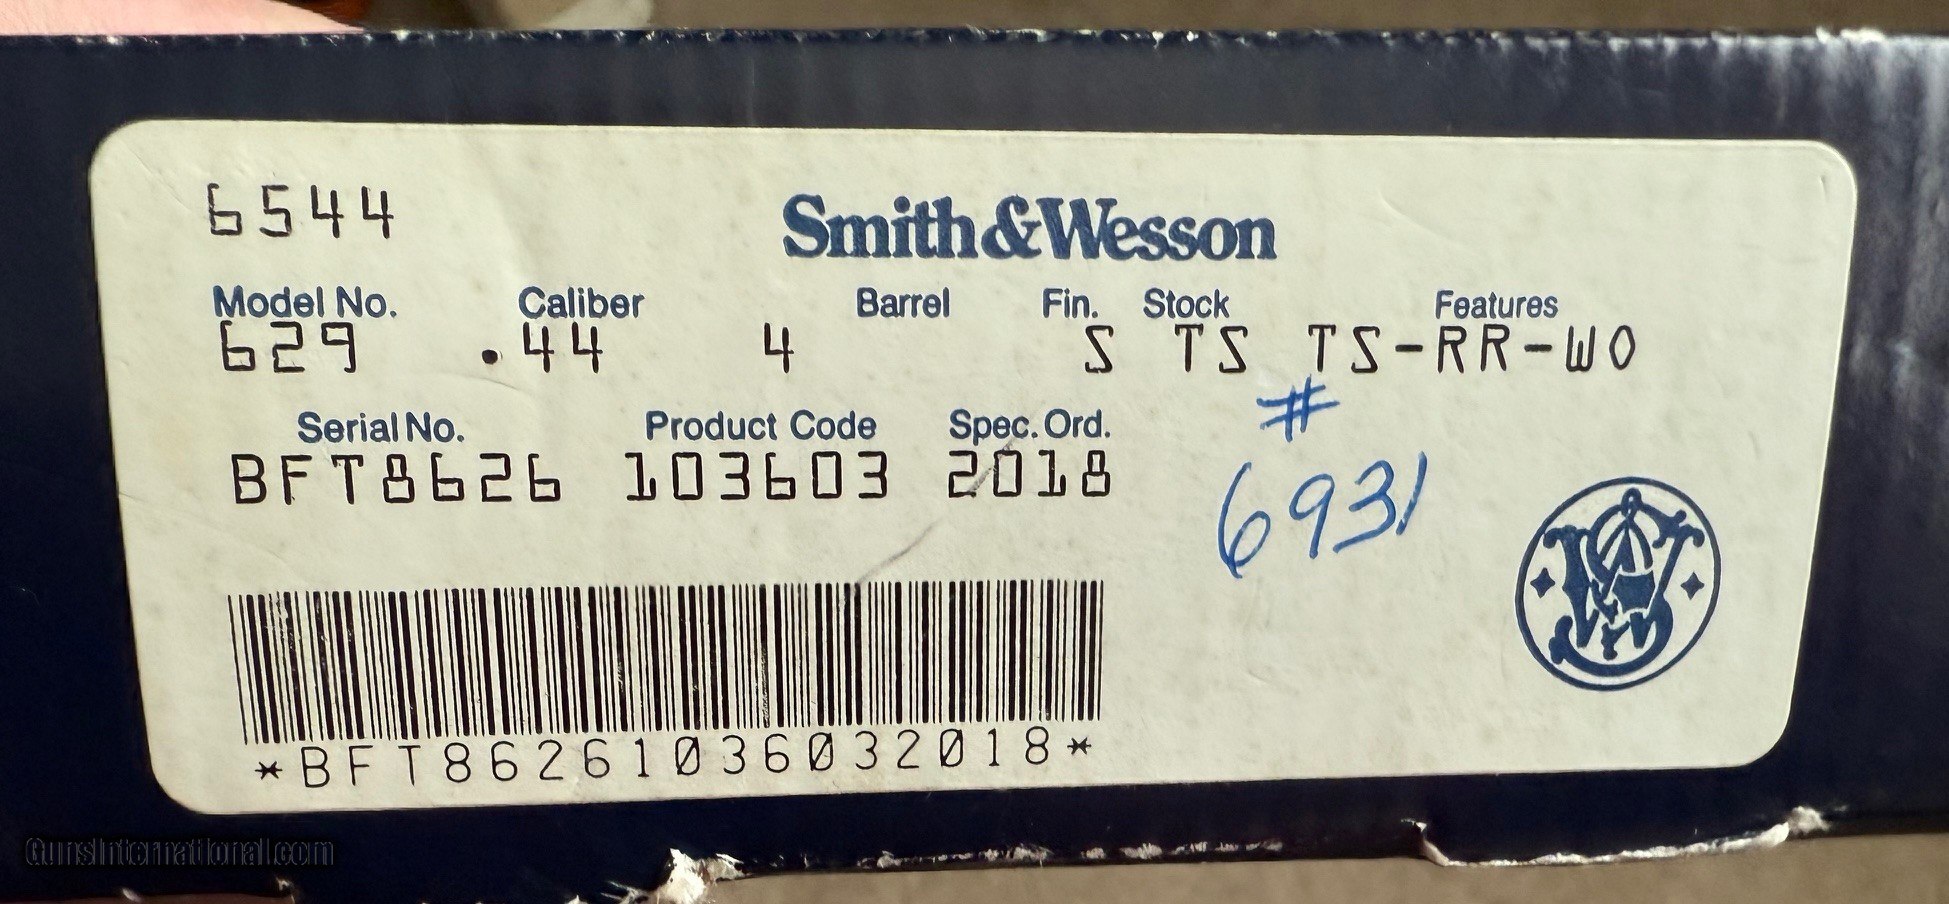 6544
Smith & Wesson
Model No. Caliber Barrel Fin. Stock Features
629 .44 4 S TS TS-RR-WO
#
Serial No. Product Code Spec. Ord.
BFT8626 103603 2018
6931
*BFT86261036032018*
GunsInternational.com